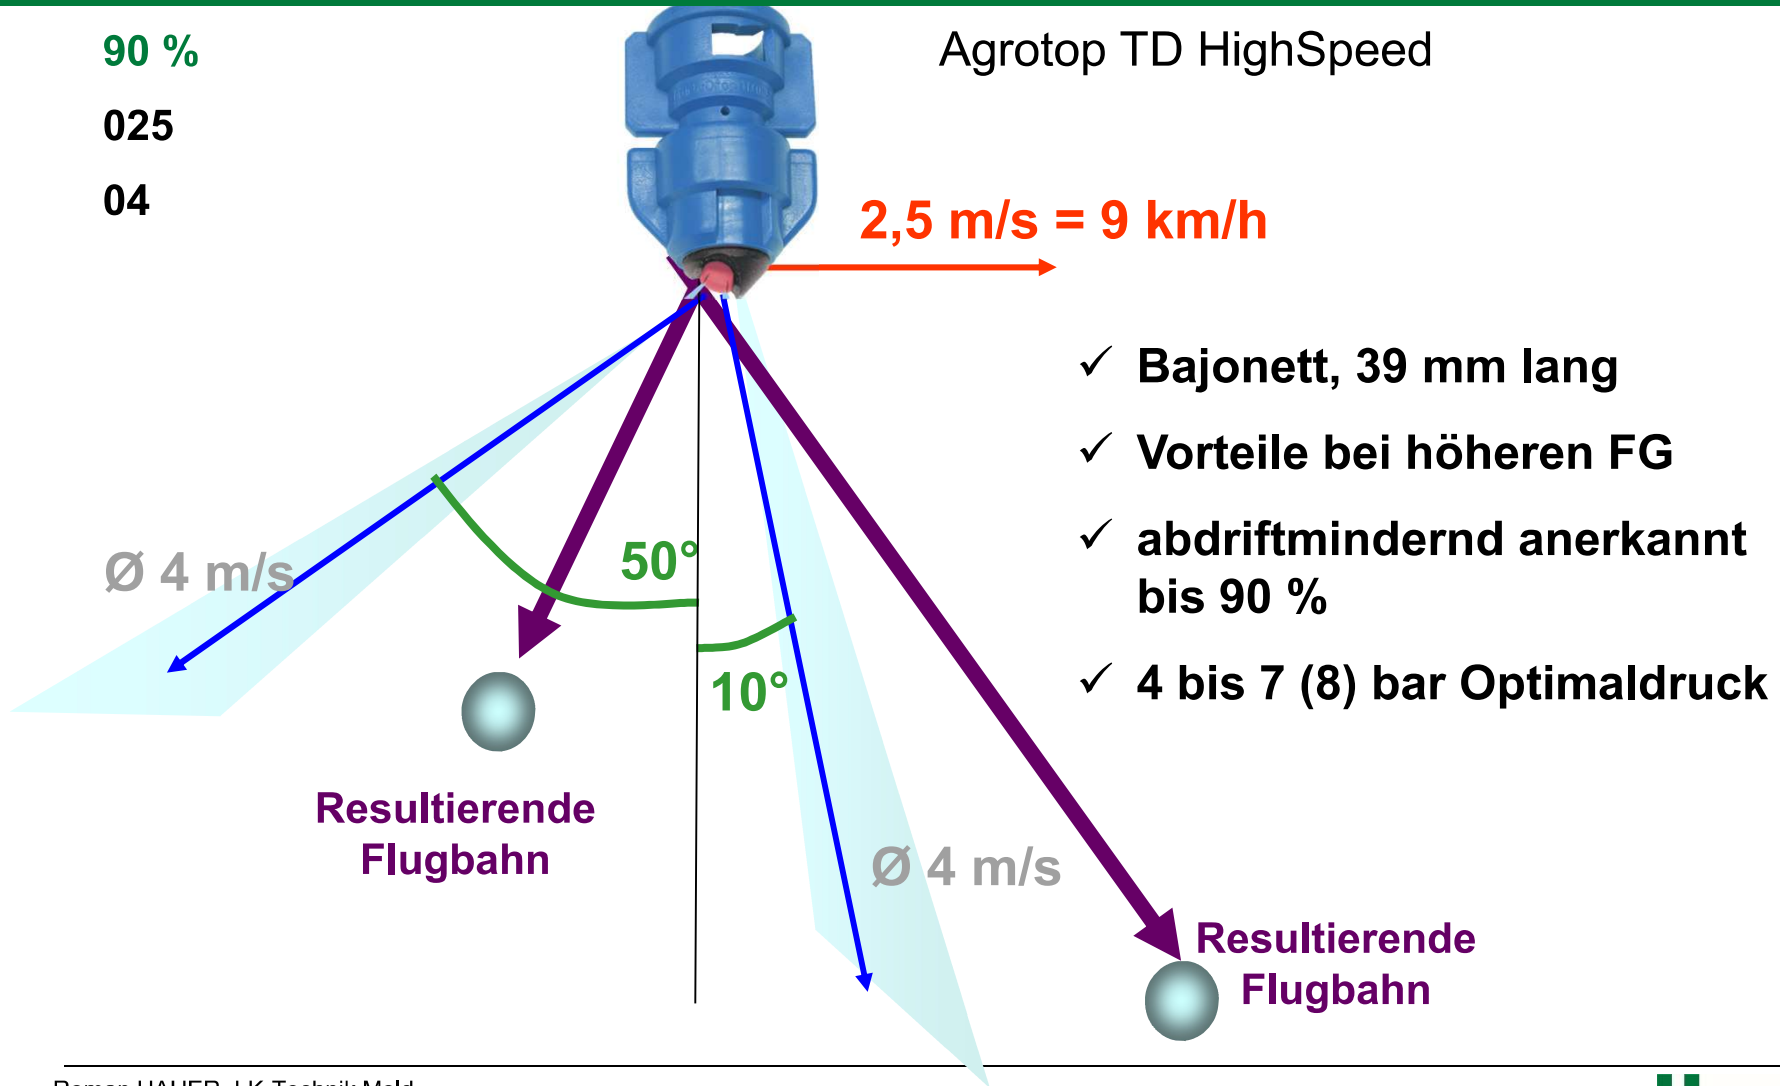 90 %
025
04
Agrotop TD HighSpeed
2,5 m/s = 9 km/h
✓ Bajonett, 39 mm lang
✓ Vorteile bei höheren FG
✓ abdriftmindernd anerkannt
bis 90 %
✓ 4 bis 7 (8) bar Optimaldruck
Ø 4 m/s
50°
10°
Resultierende
Flugbahn
Ø 4 m/s
Resultierende
Flugbahn